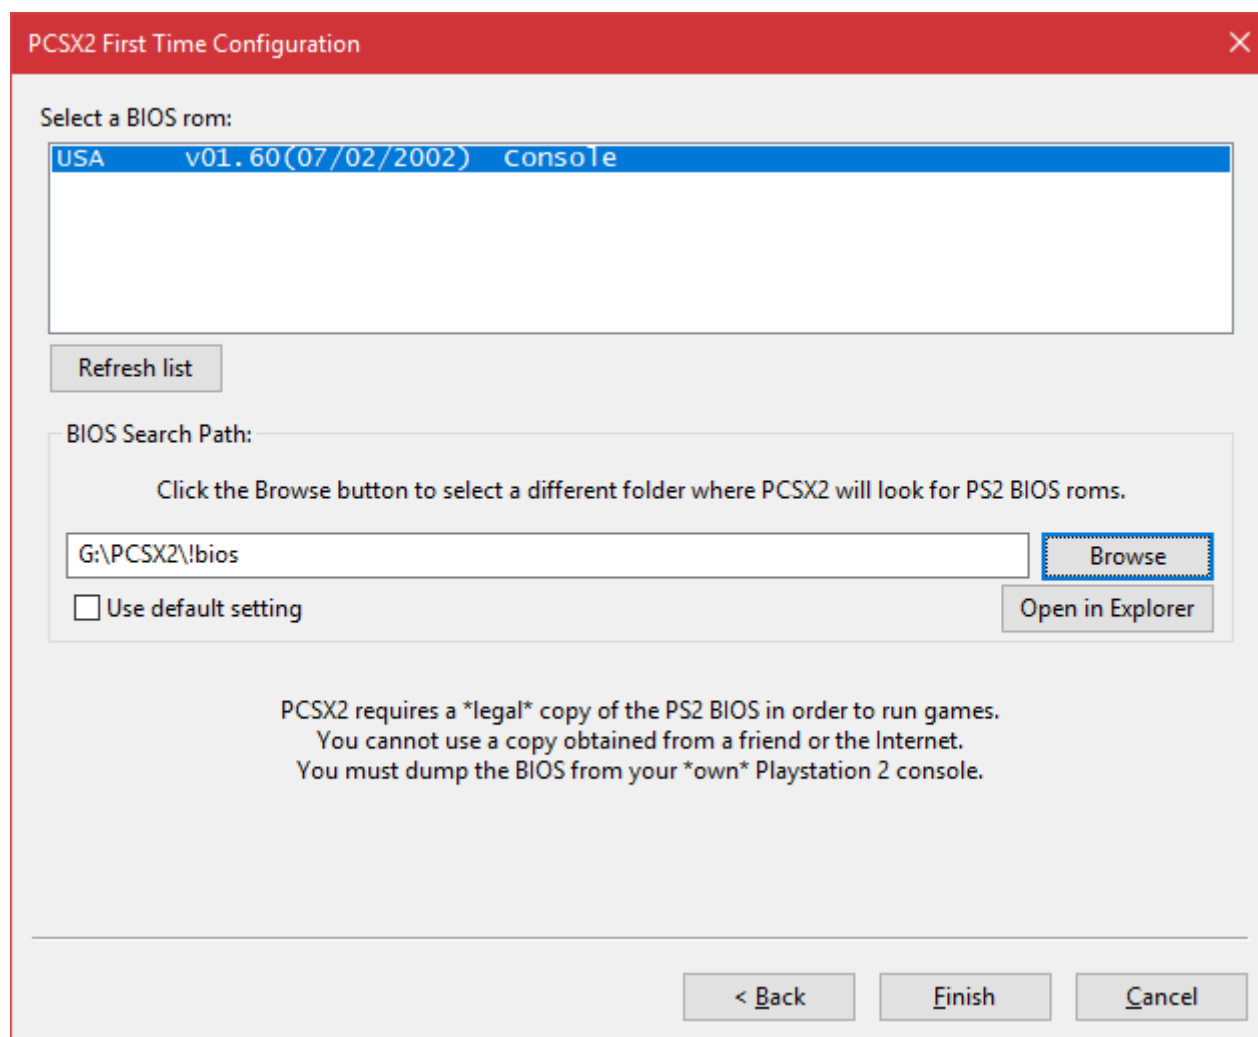 PCSX2 First Time Configuration
Select a BIOS rom:
USA v01.60(07/02/2002) Console
Refresh list
BIOS Search Path:
Click the Browse button to select a different folder where PCSX2 will look for PS2 BIOS roms.
G:\PCSX2\!bios
Browse
Use default setting
Open in Explorer
PCSX2 requires a *legal* copy of the PS2 BIOS in order to run games.
You cannot use a copy obtained from a friend or the Internet.
You must dump the BIOS from your *own* Playstation 2 console.
< Back
Finish
Cancel